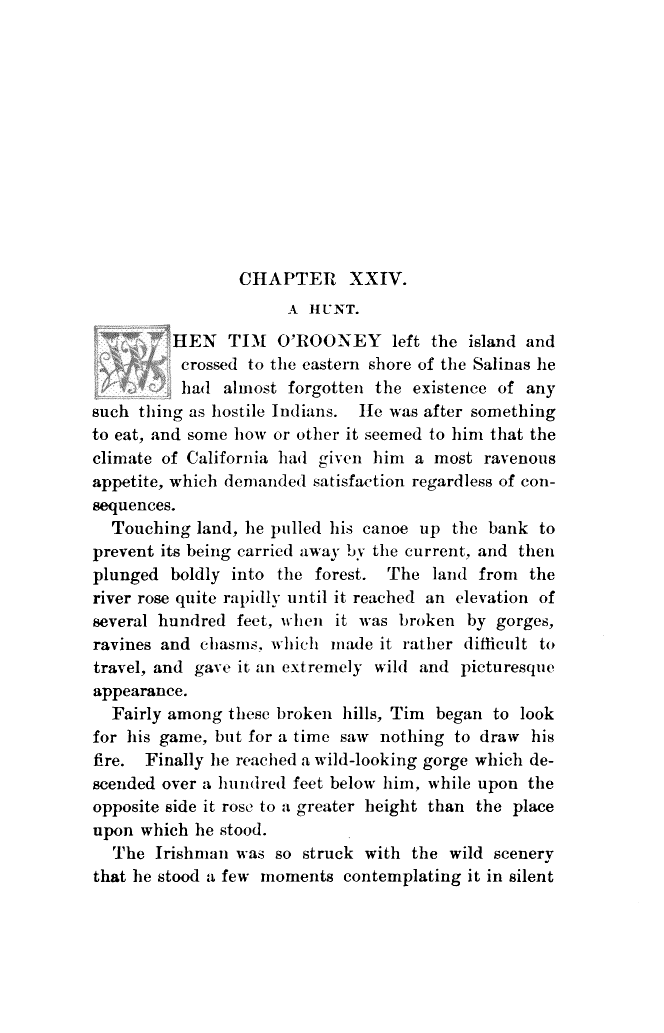 CHAPTER XXIV.
A HUNT.
WHEN TIM O'ROONEY left the island and
crossed to the eastern shore of the Salinas he
had almost forgotten the existence of any
such thing as hostile Indians. He was after something
to eat, and some how or other it seemed to him that the
climate of California had given him a most ravenous
appetite, which demanded satisfaction regardless of con-
sequences.
Touching land, he pulled his canoe up the bank to
prevent its being carried away by the current, and then
plunged boldly into the forest. The land from the
river rose quite rapidly until it reached an elevation of
several hundred feet, when it was broken by gorges,
ravines and chasms, which made it rather difficult to
travel, and gave it an extremely wild and picturesque
appearance.
Fairly among these broken hills, Tim began to look
for his game, but for a time saw nothing to draw his
fire. Finally he reached a wild-looking gorge which de-
scended over a hundred feet below him, while upon the
opposite side it rose to a greater height than the place
upon which he stood.
The Irishman was so struck with the wild scenery
that he stood a few moments contemplating it in silent